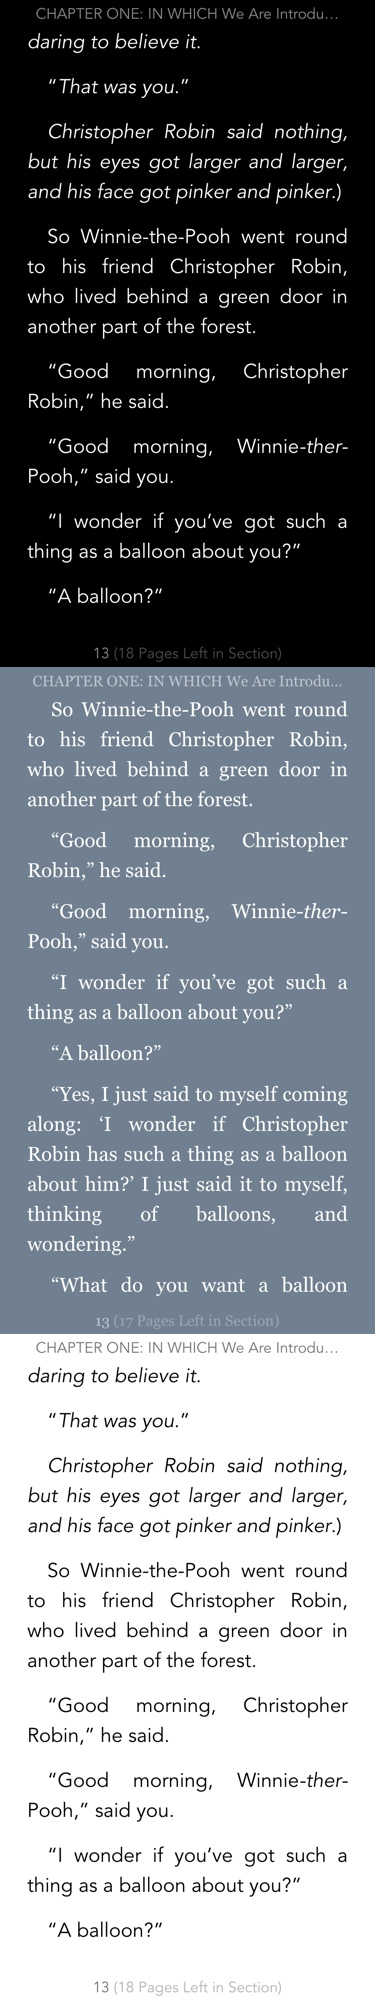 CHAPTER ONE: IN WHICH We Are Introdu…
daring to believe it.
“That was you.”
Christopher Robin said nothing,
but his eyes got larger and larger,
and his face got pinker and pinker.)
So Winnie-the-Pooh went round
to his friend Christopher Robin,
who lived behind a green door in
another part of the forest.
“Good morning, Christopher
Robin,” he said.
“Good morning, Winnie-ther-
Pooh,” said you.
“I wonder if you’ve got such a
thing as a balloon about you?”
“A balloon?”
13 (18 Pages Left in Section)
CHAPTER ONE: IN WHICH We Are Introdu...
So Winnie-the-Pooh went round
to his friend Christopher Robin,
who lived behind a green door in
another part of the forest.
“Good morning, Christopher
Robin,” he said.
“Good morning, Winnie-ther-
Pooh,” said you.
“I wonder if you’ve got such a
thing as a balloon about you?”
“A balloon?”
“Yes, I just said to myself coming
along: ‘I wonder if Christopher
Robin has such a thing as a balloon
about him?’ I just said it to myself,
thinking of balloons, and
wondering.”
“What do you want a balloon
13 (17 Pages Left in Section)
CHAPTER ONE: IN WHICH We Are Introdu…
daring to believe it.
“That was you.”
Christopher Robin said nothing,
but his eyes got larger and larger,
and his face got pinker and pinker.)
So Winnie-the-Pooh went round
to his friend Christopher Robin,
who lived behind a green door in
another part of the forest.
“Good morning, Christopher
Robin,” he said.
“Good morning, Winnie-ther-
Pooh,” said you.
“I wonder if you’ve got such a
thing as a balloon about you?”
“A balloon?”
13 (18 Pages Left in Section)